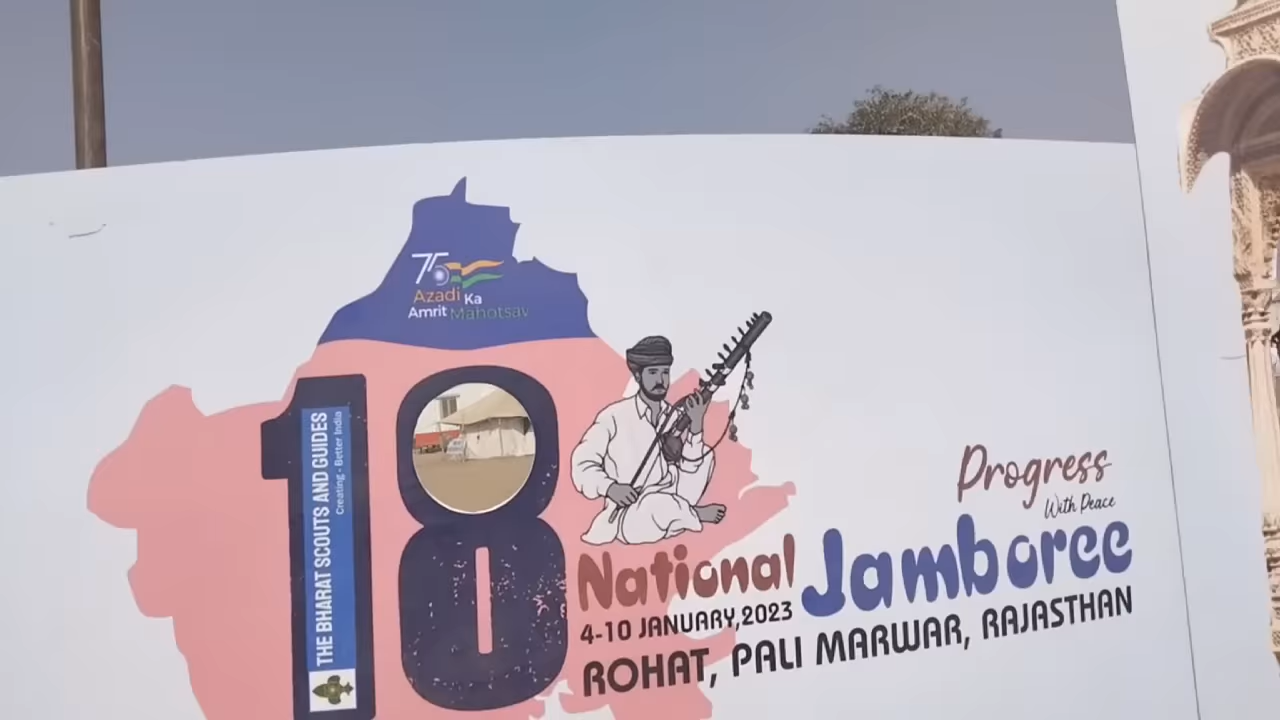 75
Azadi Ka
Amrit Mahotsav
18
THE BHARAT SCOUTS AND GUIDES
Creating - Better India
Progress
With Peace
National Jamboree
4-10 JANUARY,2023
ROHAT, PALI MARWAR, RAJASTHAN